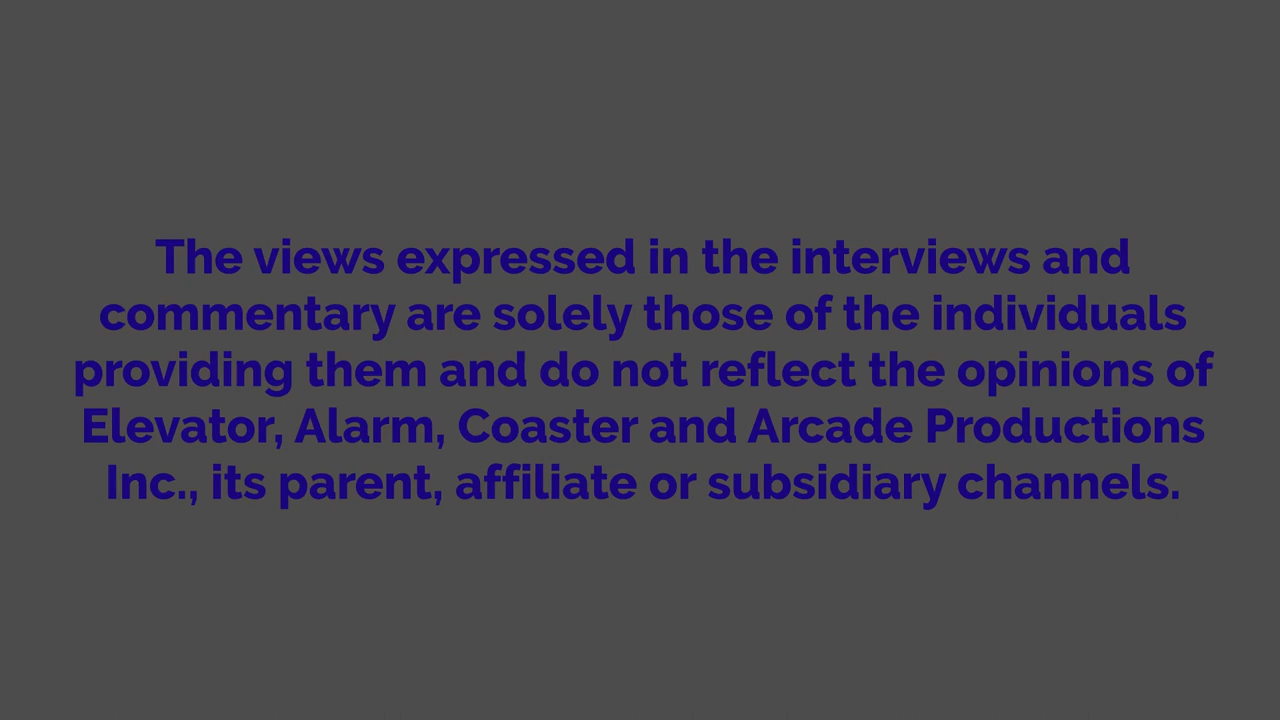 The views expressed in the interviews and
commentary are solely those of the individuals
providing them and do not reflect the opinions of
Elevator, Alarm, Coaster and Arcade Productions
Inc., its parent, affiliate or subsidiary channels.